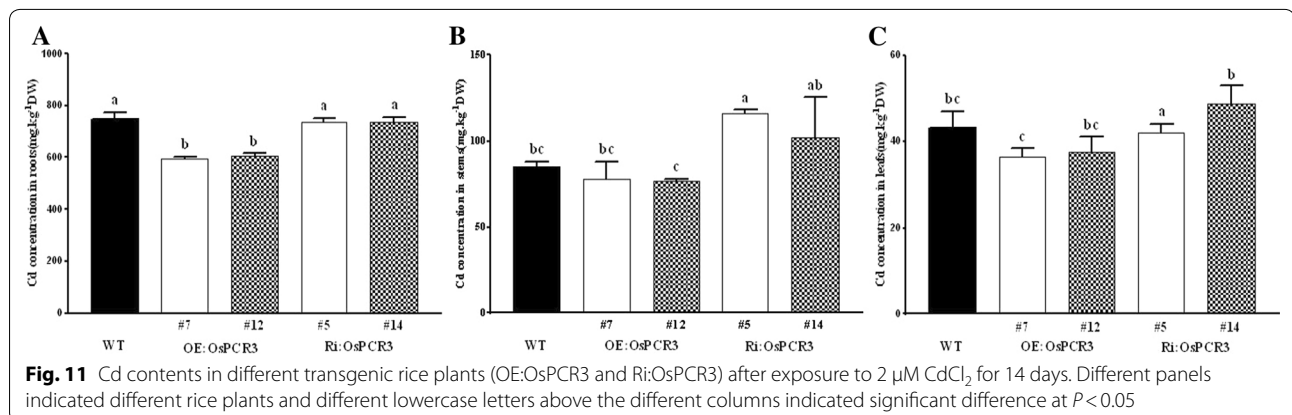 A
Cd concentration in roots(mg.kg⁻¹DW)
1000
800
600
400
200
0
a
b
b
a
a
#7 #12 #5 #14
WT OE:OsPCR3 Ri:OsPCR3
B
Cd concentration in stems(mg.kg⁻¹DW)
150
100
50
0
bc
bc
c
a
ab
#7 #12 #5 #14
WT OE:OsPCR3 Ri:OsPCR3
C
Cd concentration in leafs(mg.kg⁻¹DW)
60
40
20
0
bc
c
bc
a
b
#7 #12 #5 #14
WT OE:OsPCR3 Ri:OsPCR3
Fig. 11 Cd contents in different transgenic rice plants (OE:OsPCR3 and Ri:OsPCR3) after exposure to 2 μM CdCl₂ for 14 days. Different panels
indicated different rice plants and different lowercase letters above the different columns indicated significant difference at P < 0.05